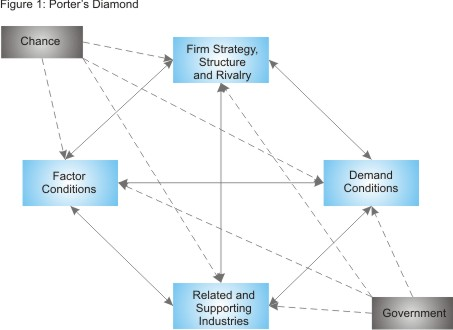 Figure 1: Porter's Diamond
Chance
Firm Strategy,
Structure
and Rivalry
Factor
Conditions
Demand
Conditions
Related and
Supporting
Industries
Government